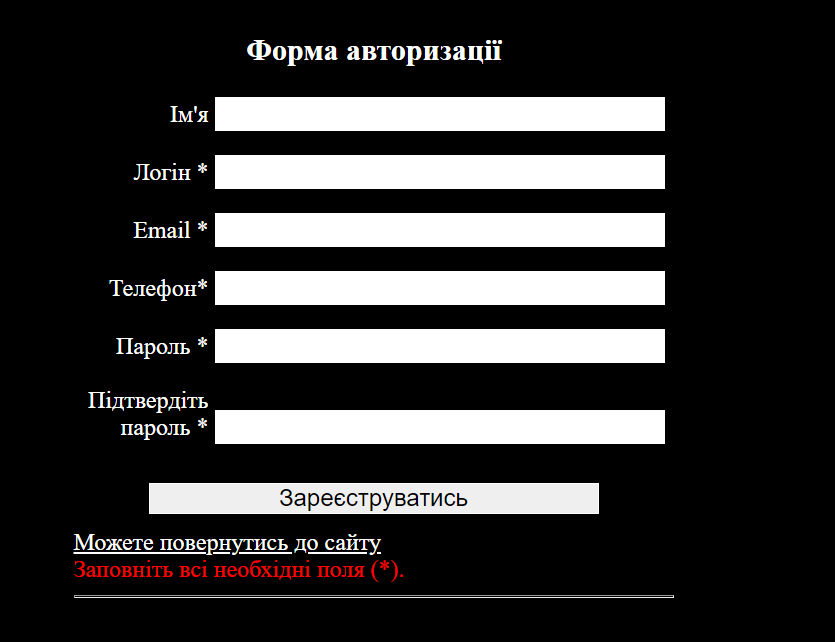 Форма авторизації
Ім'я
Логін *
Email *
Телефон*
Пароль *
Підтвердіть
пароль *
Зареєструватись
Можете повернутись до сайту
Заповніть всі необхідні поля (*).